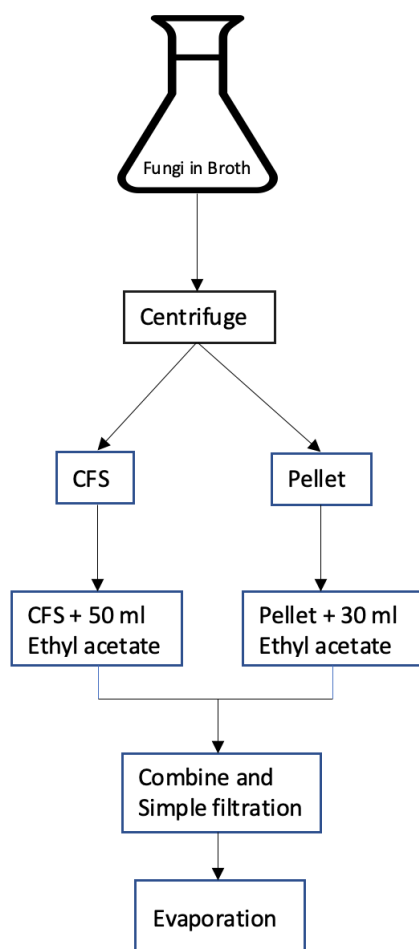 Fungi in Broth
Centrifuge
CFS
Pellet
CFS + 50 ml
Ethyl acetate
Pellet + 30 ml
Ethyl acetate
Combine and
Simple filtration
Evaporation